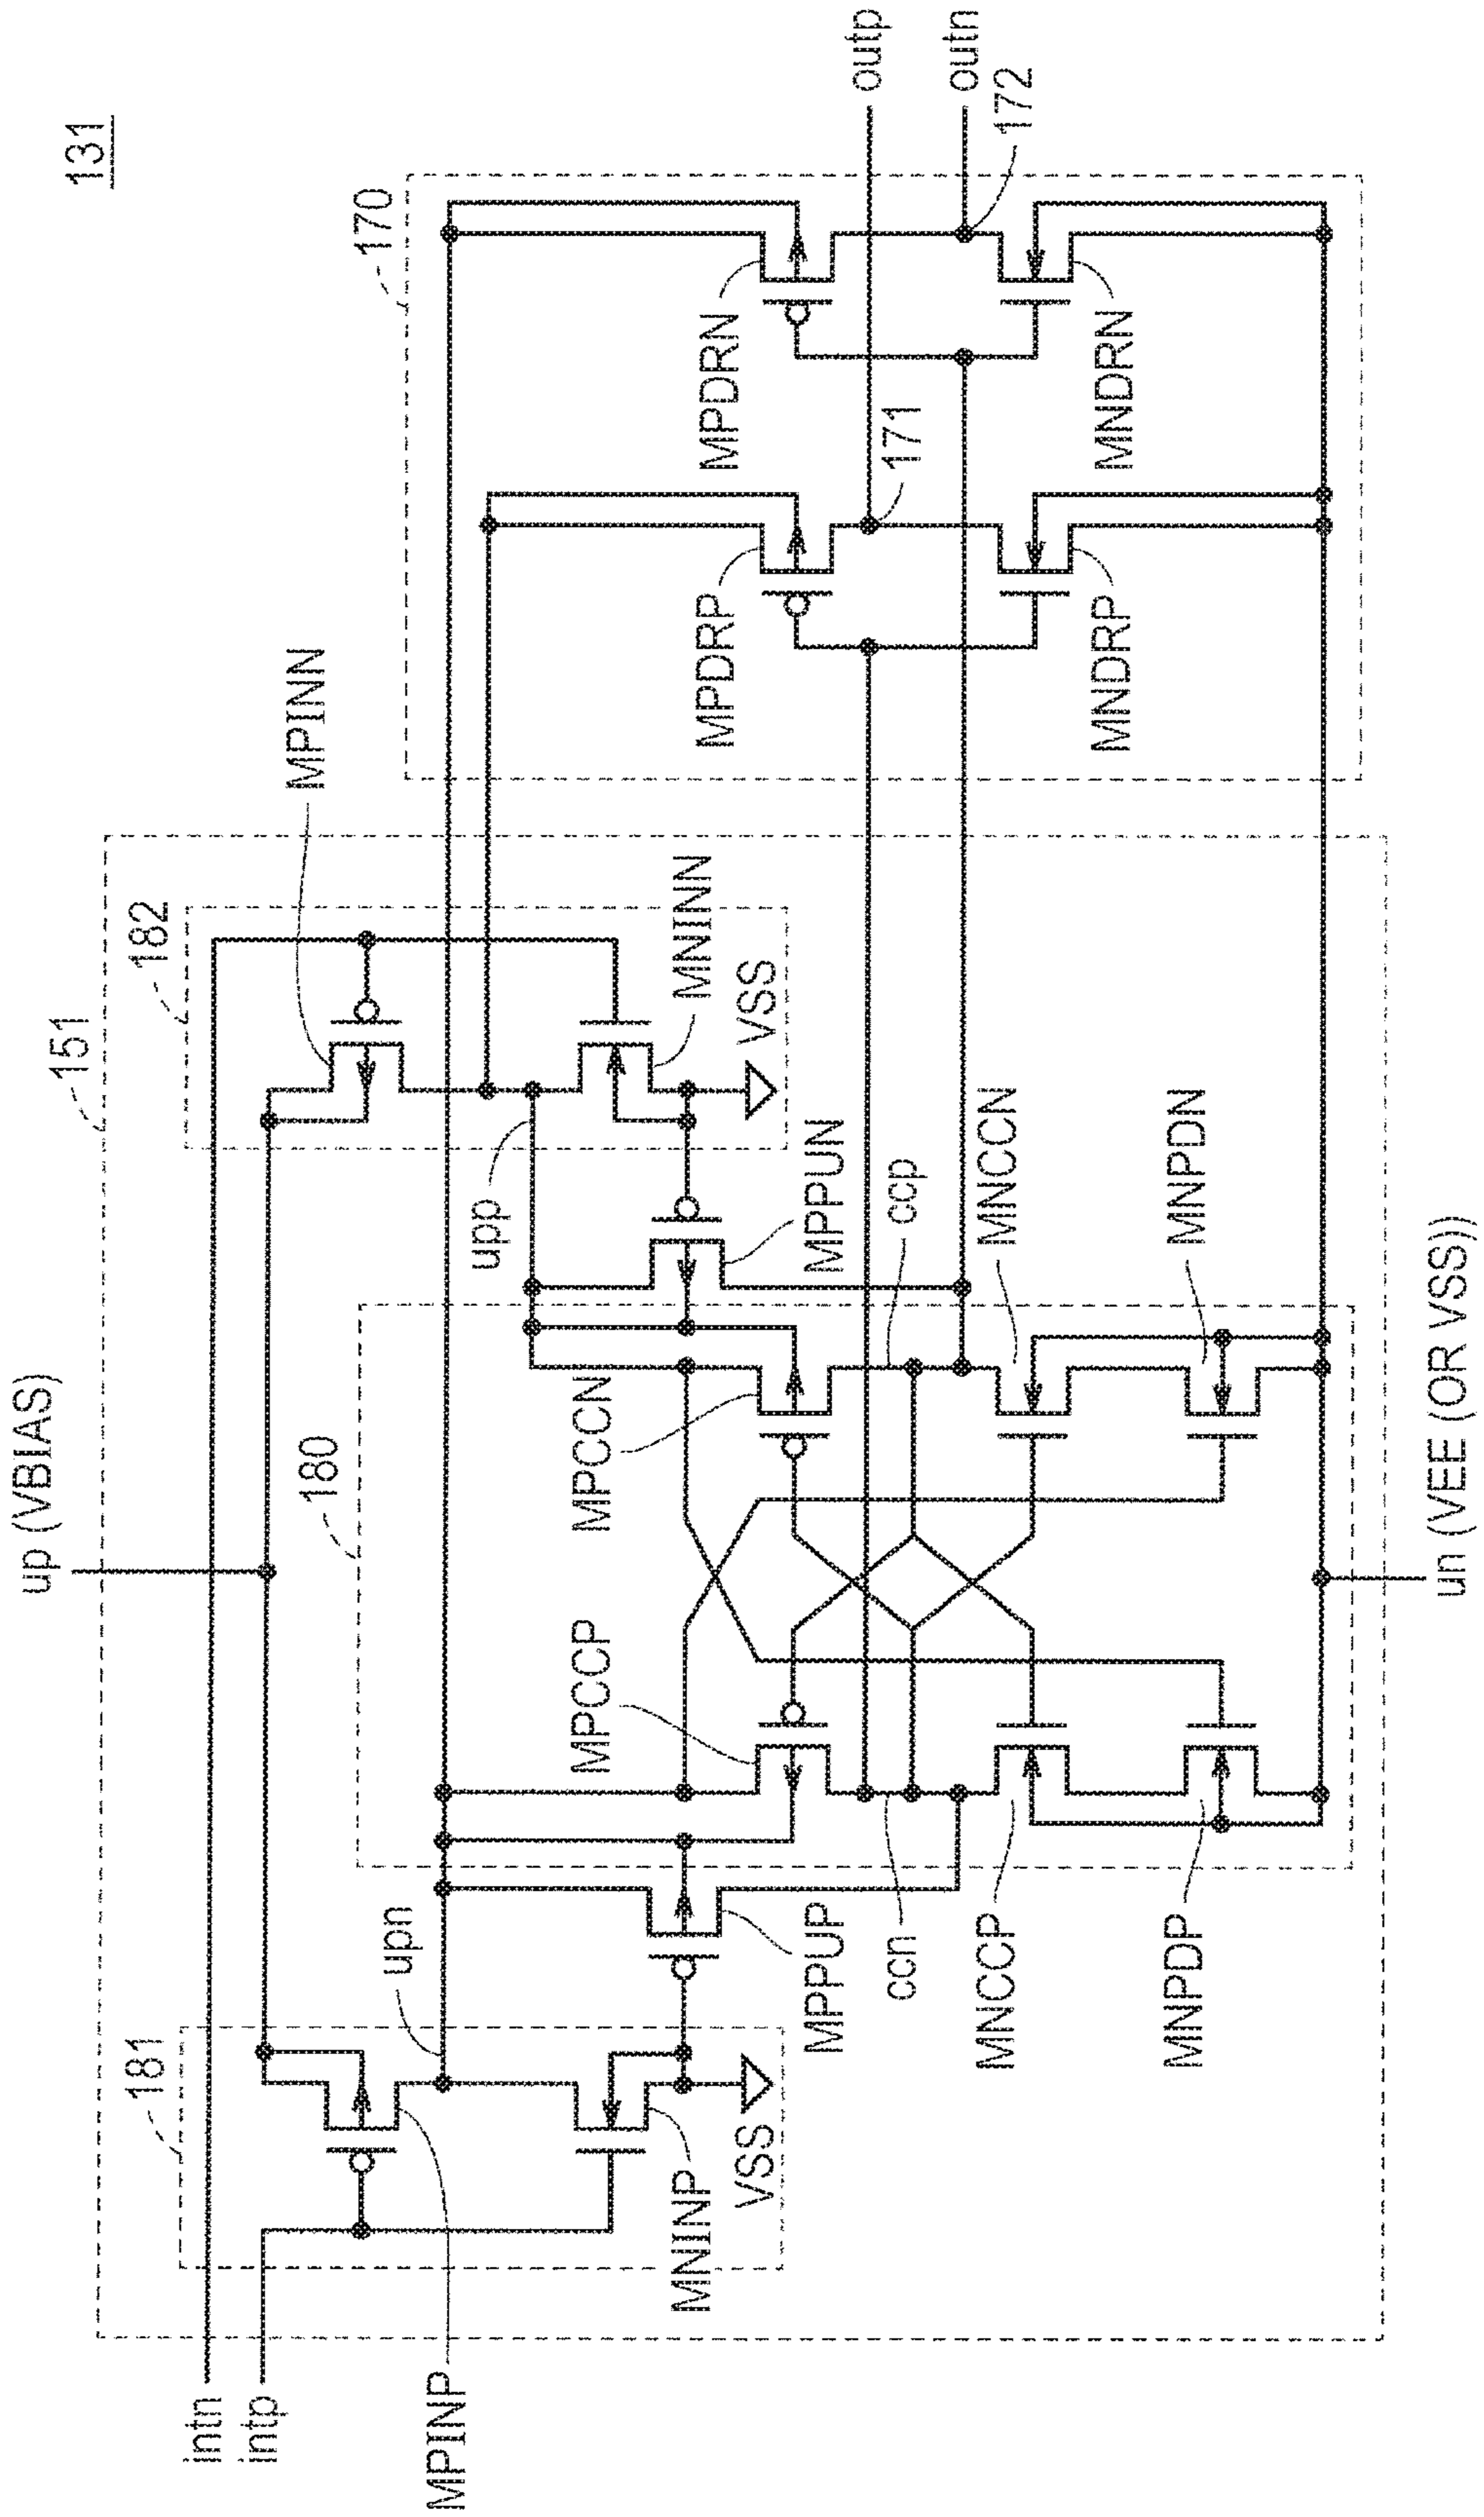 131
up (VBIAS)
151
181
182
MPINN
170
intn
intp
MPINP
upn
upp
180
MPCCP
MPCCN
MPDRP
MPDRN
MNINP
VSS
MNINN
VSS
MPPUP
MPPUN
outp
ccn
ccp
171
outn
172
MNCCP
MNCCN
MNDRP
MNDRN
MNPDP
MNPDN
un (VEE (OR VSS))